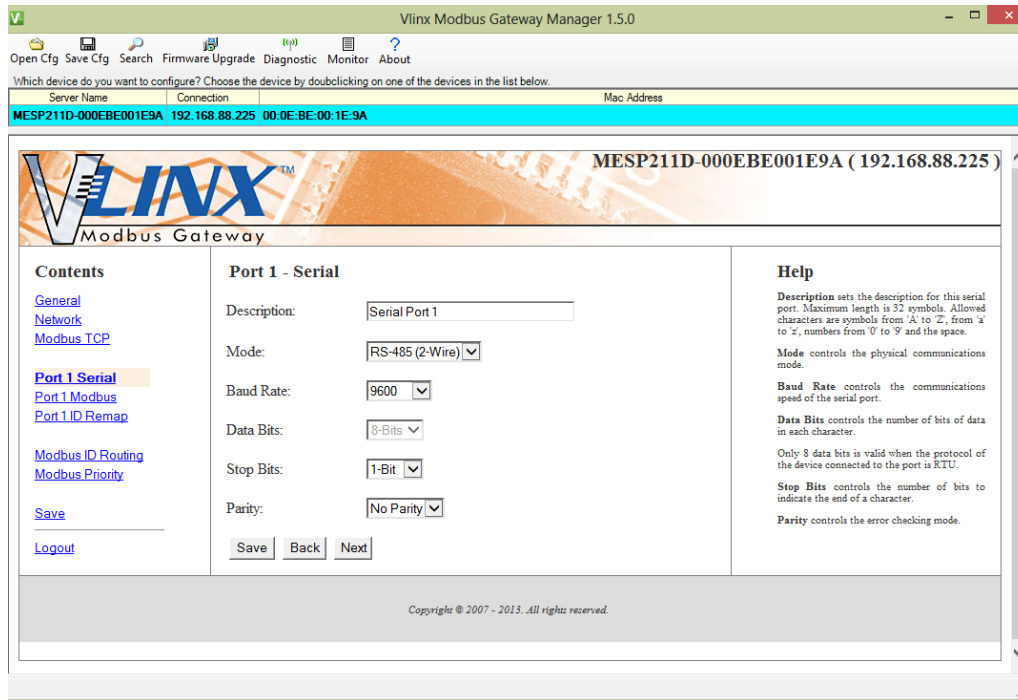 Vlinx Modbus Gateway Manager 1.5.0
Open Cfg Save Cfg Search Firmware Upgrade Diagnostic Monitor About
Which device do you want to configure? Choose the device by doubclicking on one of the devices in the list below.
Server Name Connection Mac Address
MESP211D-000EBE001E9A 192.168.88.225 00:0E:BE:00:1E:9A
MESP211D-000EBE001E9A ( 192.168.88.225 )
VLINX TM
Modbus Gateway
Contents
General
Network
Modbus TCP
Port 1 Serial
Port 1 Modbus
Port 1 ID Remap
Modbus ID Routing
Modbus Priority
Save
Logout
Port 1 - Serial
Description: Serial Port 1
Mode: RS-485 (2-Wire)
Baud Rate: 9600
Data Bits: 8-Bits
Stop Bits: 1-Bit
Parity: No Parity
Save Back Next
Help
Description sets the description for this serial
port. Maximum length is 32 symbols. Allowed
characters are symbols from 'A' to 'Z', from 'a'
to 'z', numbers from '0' to '9' and the space.
Mode controls the physical communications
mode.
Baud Rate controls the communications
speed of the serial port.
Data Bits controls the number of bits of data
in each character.
Only 8 data bits is valid when the protocol of
the device connected to the port is RTU.
Stop Bits controls the number of bits to
indicate the end of a character.
Parity controls the error checking mode.
Copyright © 2007 - 2013. All rights reserved.